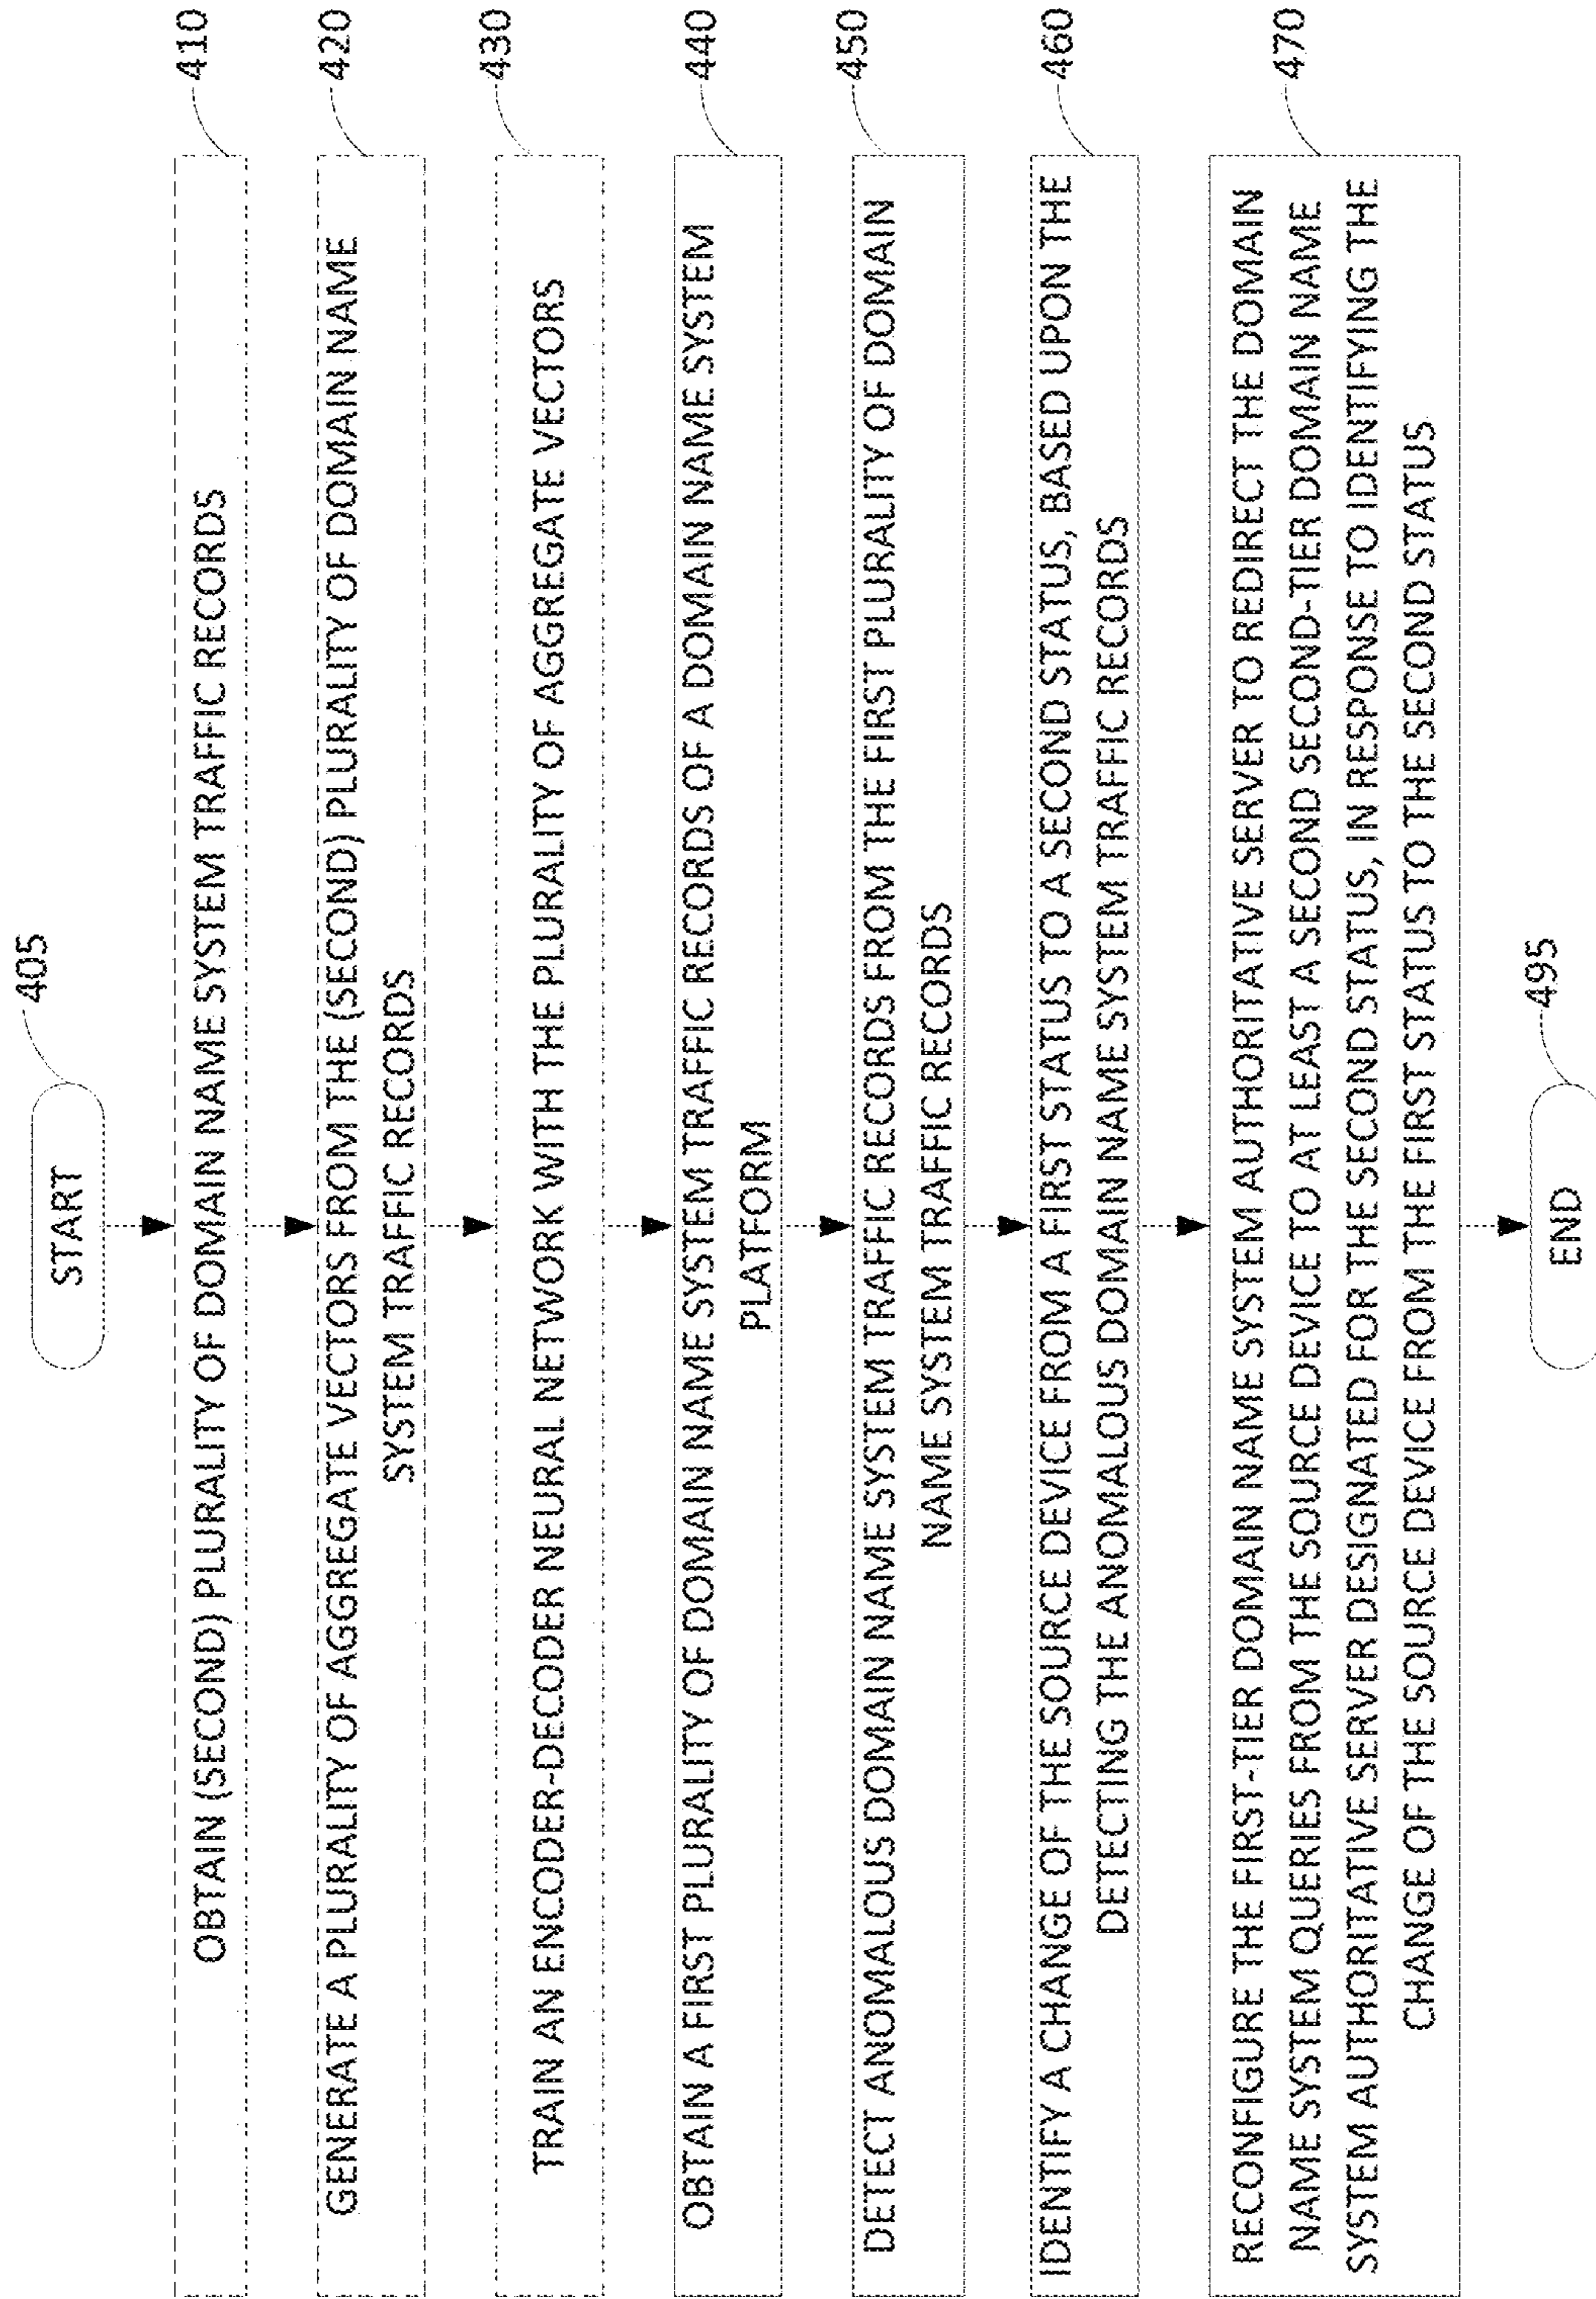 START
405
OBTAIN (SECOND) PLURALITY OF DOMAIN NAME SYSTEM TRAFFIC RECORDS
410
GENERATE A PLURALITY OF AGGREGATE VECTORS FROM THE (SECOND) PLURALITY OF DOMAIN NAME
SYSTEM TRAFFIC RECORDS
420
TRAIN AN ENCODER-DECODER NEURAL NETWORK WITH THE PLURALITY OF AGGREGATE VECTORS
430
OBTAIN A FIRST PLURALITY OF DOMAIN NAME SYSTEM TRAFFIC RECORDS OF A DOMAIN NAME SYSTEM
PLATFORM
440
DETECT ANOMALOUS DOMAIN NAME SYSTEM TRAFFIC RECORDS FROM THE FIRST PLURALITY OF DOMAIN
NAME SYSTEM TRAFFIC RECORDS
450
IDENTIFY A CHANGE OF THE SOURCE DEVICE FROM A FIRST STATUS TO A SECOND STATUS, BASED UPON THE
DETECTING THE ANOMALOUS DOMAIN NAME SYSTEM TRAFFIC RECORDS
460
RECONFIGURE THE FIRST-TIER DOMAIN NAME SYSTEM AUTHORITATIVE SERVER TO REDIRECT THE DOMAIN
NAME SYSTEM QUERIES FROM THE SOURCE DEVICE TO AT LEAST A SECOND SECOND-TIER DOMAIN NAME
SYSTEM AUTHORITATIVE SERVER DESIGNATED FOR THE SECOND STATUS, IN RESPONSE TO IDENTIFYING THE
CHANGE OF THE SOURCE DEVICE FROM THE FIRST STATUS TO THE SECOND STATUS
470
END
495